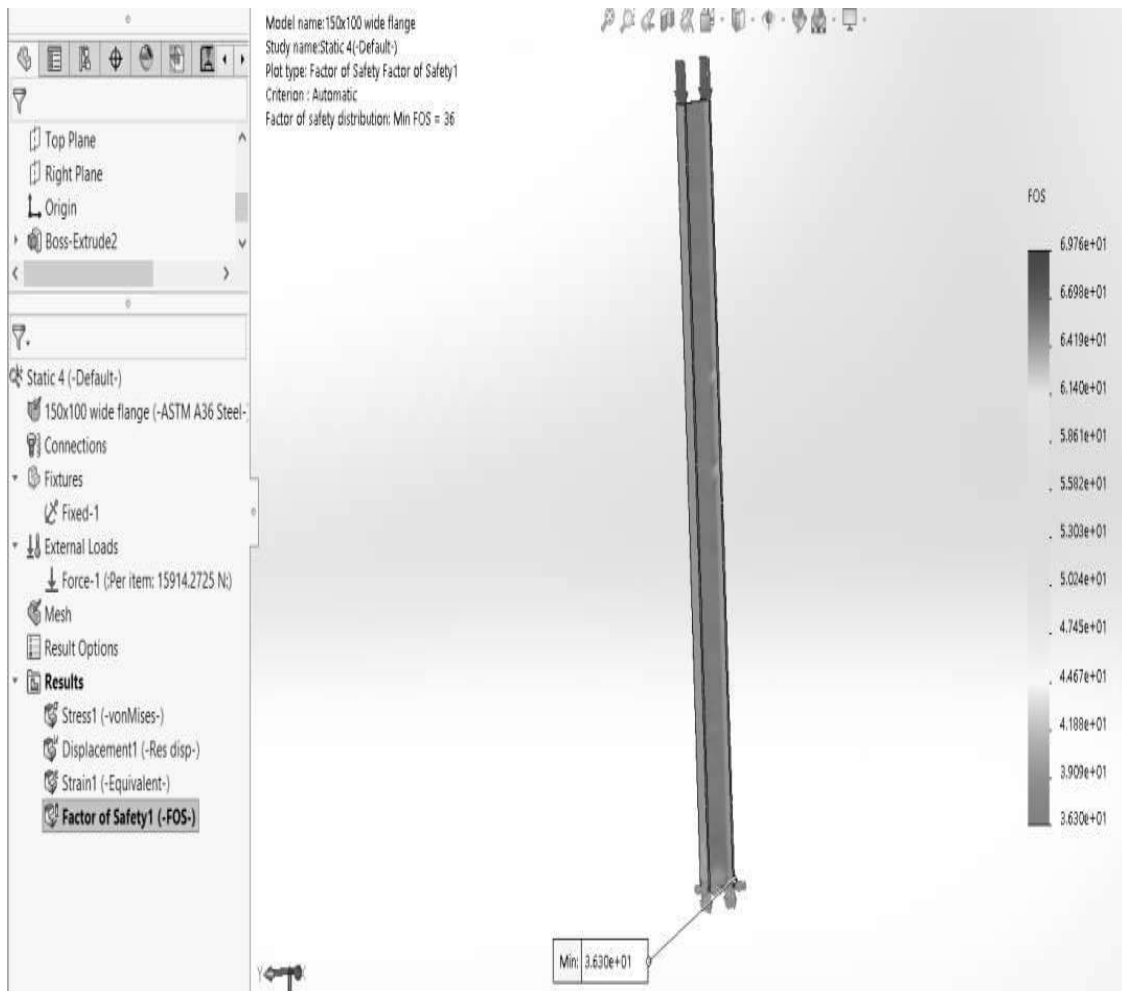 Model name:150x100 wide flange
Study name:Static 4(-Default-)
Plot type: Factor of Safety Factor of Safety1
Criterion : Automatic
Factor of safety distribution: Min FOS = 36
Top Plane
Right Plane
Origin
Boss-Extrude2
Static 4 (-Default-)
150x100 wide flange (-ASTM A36 Steel-
Connections
Fixtures
Fixed-1
External Loads
Force-1 (:Per item: 15914.2725 N:)
Mesh
Result Options
Results
Stress1 (-vonMises-)
Displacement1 (-Res disp-)
Strain1 (-Equivalent-)
Factor of Safety1 (-FOS-)
FOS
6.976e+01
6.698e+01
6.419e+01
6.140e+01
5.861e+01
5.582e+01
5.303e+01
5.024e+01
4.745e+01
4.467e+01
4.188e+01
3.909e+01
3.630e+01
Min: 3.630e+01
Y
X